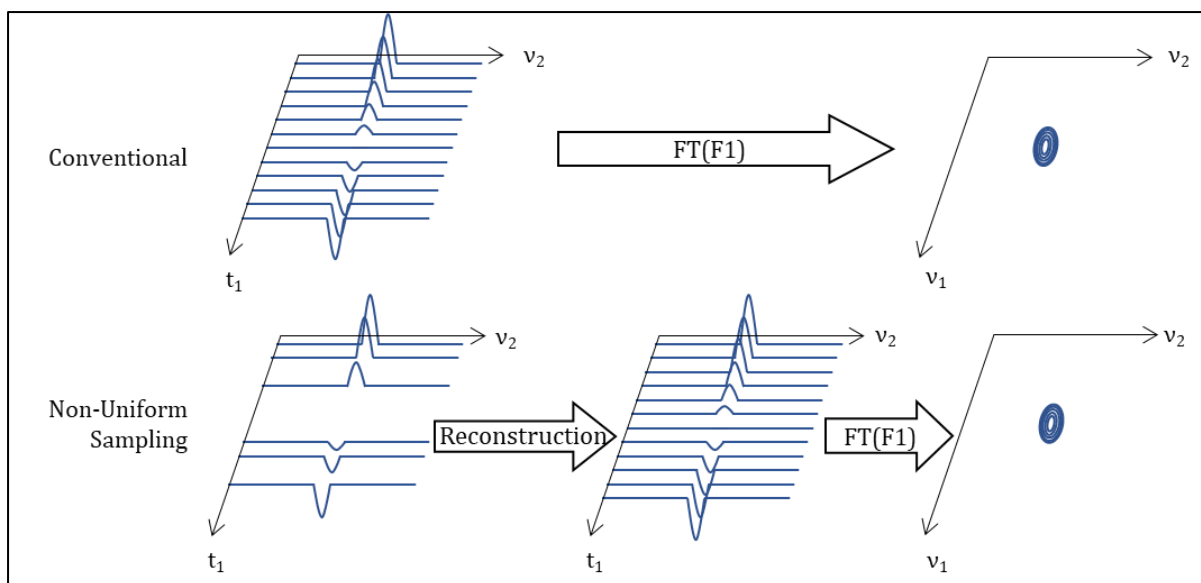 ν₂
ν₂
Conventional
FT(F1)
t₁
ν₁
ν₂
ν₂
ν₂
Non-Uniform
Sampling
Reconstruction
FT(F1)
t₁
t₁
ν₁